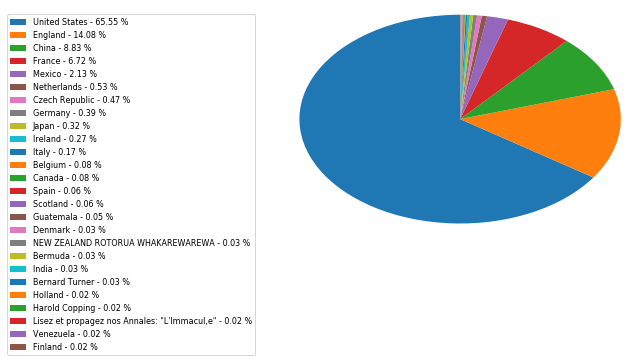 United States - 65.55 %
England - 14.08 %
China - 8.83 %
France - 6.72 %
Mexico - 2.13 %
Netherlands - 0.53 %
Czech Republic - 0.47 %
Germany - 0.39 %
Japan - 0.32 %
Ireland - 0.27 %
Italy - 0.17 %
Belgium - 0.08 %
Canada - 0.08 %
Spain - 0.06 %
Scotland - 0.06 %
Guatemala - 0.05 %
Denmark - 0.03 %
NEW ZEALAND ROTORUA WHAKAREWAREWA - 0.03 %
Bermuda - 0.03 %
India - 0.03 %
Bernard Turner - 0.03 %
Holland - 0.02 %
Harold Copping - 0.02 %
Lisez et propagez nos Annales: "L'Immacul,e" - 0.02 %
Venezuela - 0.02 %
Finland - 0.02 %